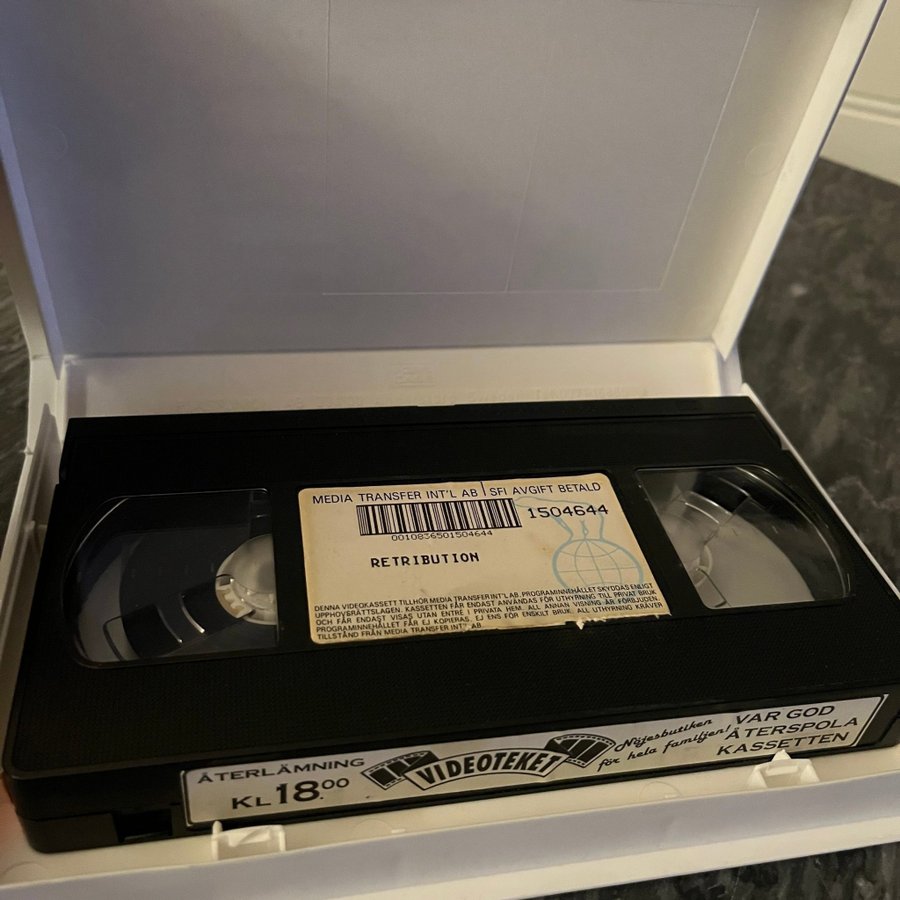 MEDIA TRANSFER INT'L AB SFI AVGIFT BETALD
1504644
0010836501504644
RETRIBUTION
DENNA VIDEOKASSETT TILLHÖR MEDIA TRANSFER INT'L AB. PROGRAMINNEHÅLLET SKYDDAS ENLIGT
UPPHOVSRÄTTSLAGEN. KASSETTEN FÅR ENDAST ANVÄNDAS FÖR UTHYRNING TILL PRIVAT BRUK
OCH FÅR ENDAST VISAS UTAN ENTRÉ I PRIVATA HEM. ALL ANNAN VISNING ÄR FÖRBJUDEN.
PROGRAMINNEHÅLLET FÅR EJ KOPIERAS, EJ ENS FÖR ENSKILT BRUK. ALL UTHYRNING KRÄVER
TILLSTÅND FRÅN MEDIA TRANSFER INT'L AB.
ÅTERLÄMNING
KL 18.00
VIDEOTEKET
Nöjesbutiken
för hela familjen!
VAR GOD
ÅTERSPOLA
KASSETTEN